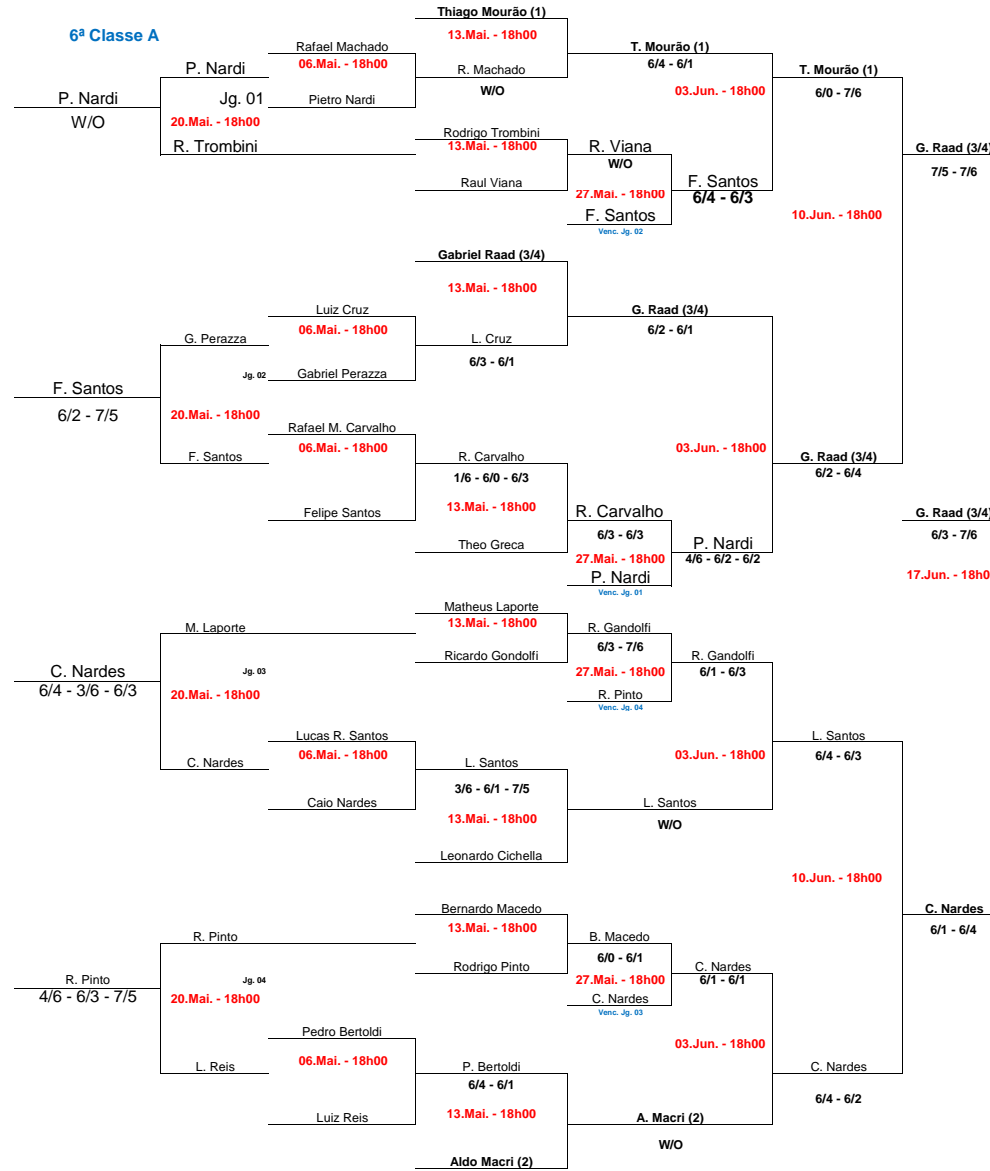 Thiago Mourão (1)
6ª Classe A
13.Mai. - 18h00
Rafael Machado
T. Mourão (1)
06.Mai. - 18h00
6/4 - 6/1
P. Nardi
R. Machado
T. Mourão (1)
W/O
03.Jun. - 18h00
6/0 - 7/6
P. Nardi
Jg. 01
Pietro Nardi
W/O
20.Mai. - 18h00
Rodrigo Trombini
R. Trombini
13.Mai. - 18h00
R. Viana
G. Raad (3/4)
W/O
7/5 - 7/6
Raul Viana
F. Santos
27.Mai. - 18h00
6/4 - 6/3
F. Santos
10.Jun. - 18h00
Venc. Jg. 02
Gabriel Raad (3/4)
13.Mai. - 18h00
Luiz Cruz
G. Raad (3/4)
06.Mai. - 18h00
6/2 - 6/1
G. Perazza
L. Cruz
6/3 - 6/1
Jg. 02
Gabriel Perazza
F. Santos
6/2 - 7/5
20.Mai. - 18h00
Rafael M. Carvalho
06.Mai. - 18h00
03.Jun. - 18h00
F. Santos
R. Carvalho
G. Raad (3/4)
1/6 - 6/0 - 6/3
6/2 - 6/4
13.Mai. - 18h00
Felipe Santos
R. Carvalho
G. Raad (3/4)
6/3 - 6/3
6/3 - 7/6
Theo Greca
P. Nardi
27.Mai. - 18h00
4/6 - 6/2 - 6/2
P. Nardi
17.Jun. - 18h0
Venc. Jg. 01
Matheus Laporte
13.Mai. - 18h00
M. Laporte
R. Gandolfi
6/3 - 7/6
Ricardo Gondolfi
R. Gandolfi
C. Nardes
Jg. 03
27.Mai. - 18h00
6/1 - 6/3
6/4 - 3/6 - 6/3
20.Mai. - 18h00
R. Pinto
Venc. Jg. 04
Lucas R. Santos
L. Santos
06.Mai. - 18h00
03.Jun. - 18h00
6/4 - 6/3
C. Nardes
L. Santos
3/6 - 6/1 - 7/5
Caio Nardes
L. Santos
13.Mai. - 18h00
W/O
Leonardo Cichella
10.Jun. - 18h00
Bernardo Macedo
C. Nardes
13.Mai. - 18h00
6/1 - 6/4
R. Pinto
B. Macedo
6/0 - 6/1
Rodrigo Pinto
C. Nardes
R. Pinto
Jg. 04
27.Mai. - 18h00
6/1 - 6/1
4/6 - 6/3 - 7/5
20.Mai. - 18h00
C. Nardes
Venc. Jg. 03
Pedro Bertoldi
03.Jun. - 18h00
06.Mai. - 18h00
L. Reis
P. Bertoldi
C. Nardes
6/4 - 6/1
6/4 - 6/2
13.Mai. - 18h00
Luiz Reis
A. Macri (2)
W/O
Aldo Macri (2)